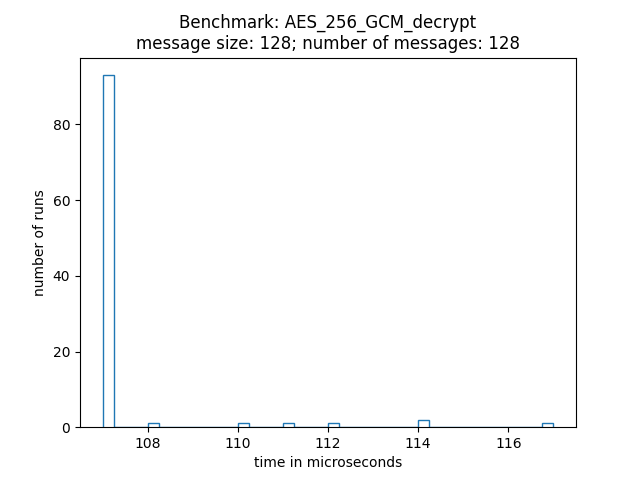 Benchmark: AES_256_GCM_decrypt
message size: 128; number of messages: 128
80
60
40
20
0
number of runs
108 110 112 114 116
time in microseconds